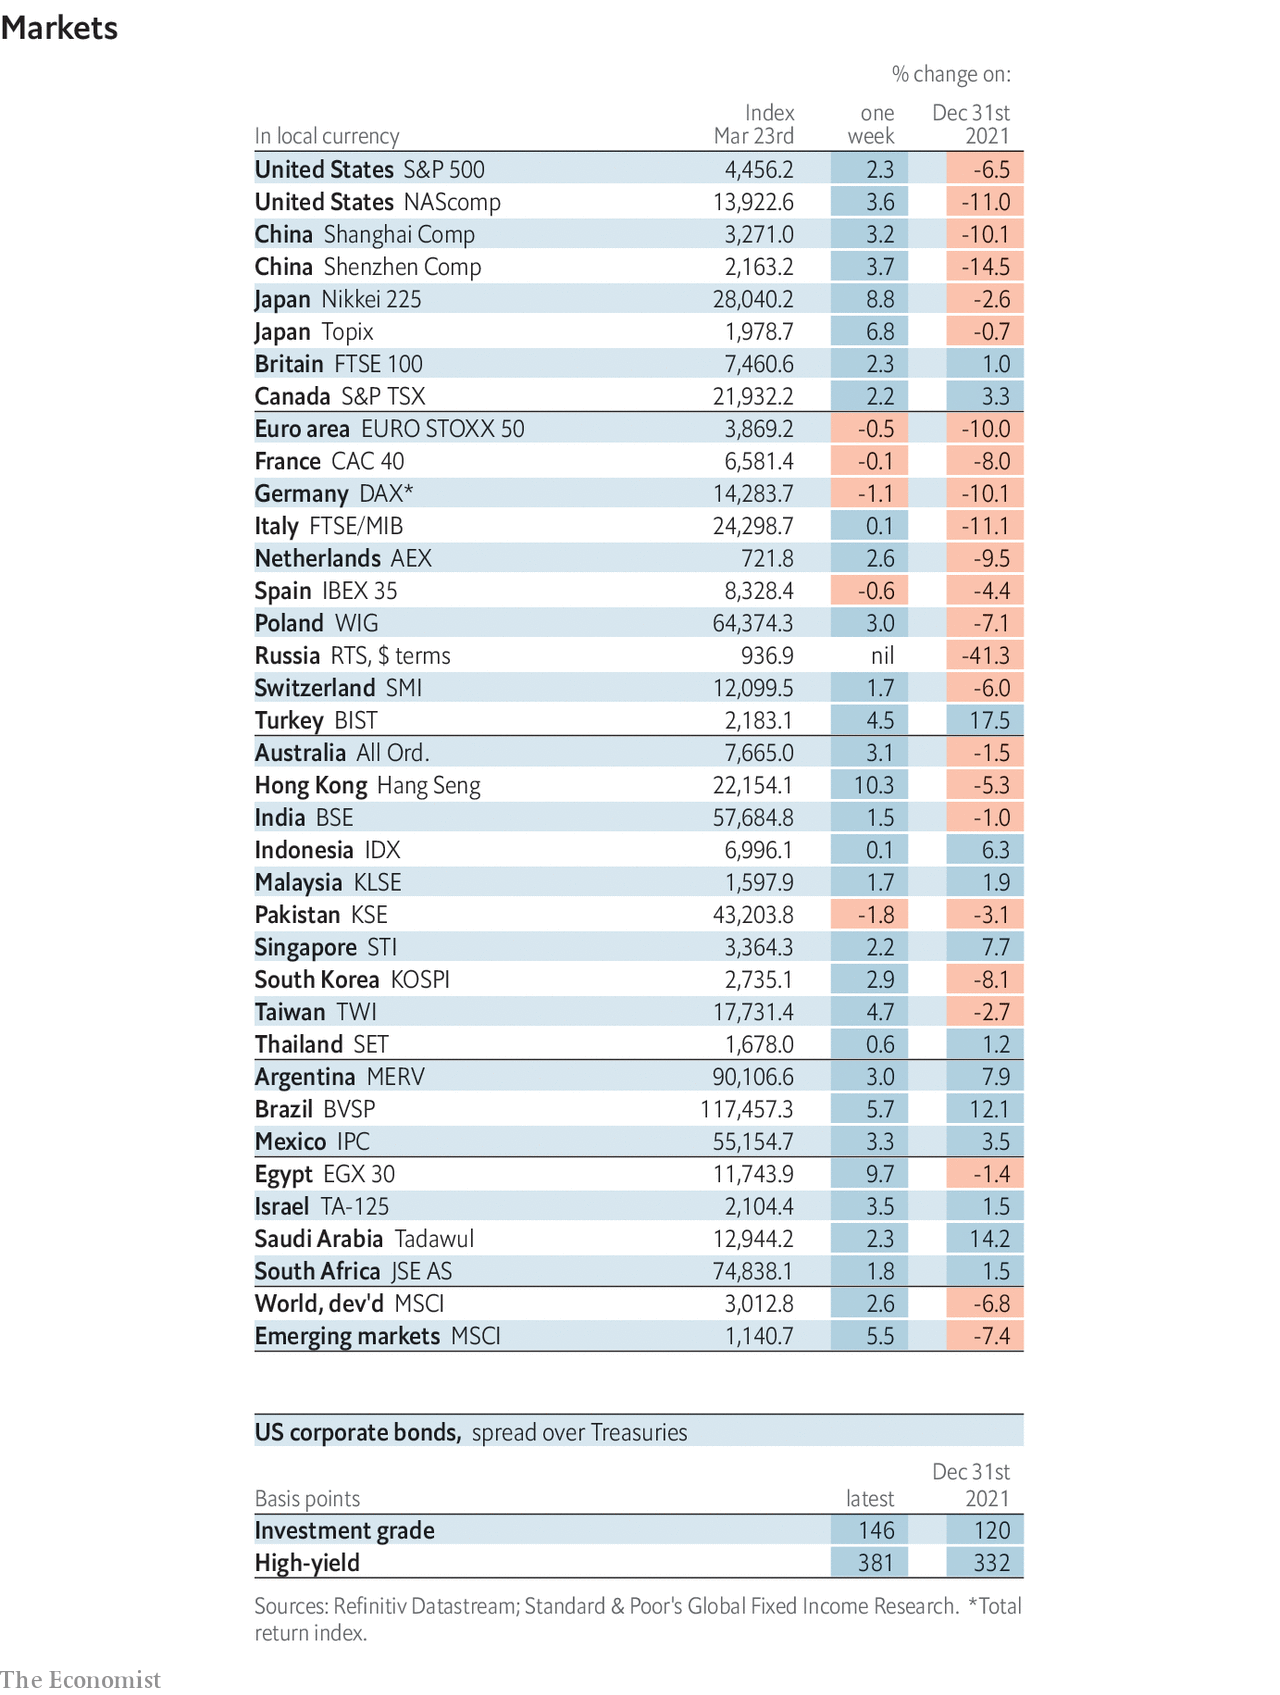 Markets
% change on:
Index one Dec 31st
In local currency Mar 23rd week 2021
United States S&P 500 4,456.2 2.3 -6.5
United States NAScomp 13,922.6 3.6 -11.0
China Shanghai Comp 3,271.0 3.2 -10.1
China Shenzhen Comp 2,163.2 3.7 -14.5
Japan Nikkei 225 28,040.2 8.8 -2.6
Japan Topix 1,978.7 6.8 -0.7
Britain FTSE 100 7,460.6 2.3 1.0
Canada S&P TSX 21,932.2 2.2 3.3
Euro area EURO STOXX 50 3,869.2 -0.5 -10.0
France CAC 40 6,581.4 -0.1 -8.0
Germany DAX* 14,283.7 -1.1 -10.1
Italy FTSE/MIB 24,298.7 0.1 -11.1
Netherlands AEX 721.8 2.6 -9.5
Spain IBEX 35 8,328.4 -0.6 -4.4
Poland WIG 64,374.3 3.0 -7.1
Russia RTS, $ terms 936.9 nil -41.3
Switzerland SMI 12,099.5 1.7 -6.0
Turkey BIST 2,183.1 4.5 17.5
Australia All Ord. 7,665.0 3.1 -1.5
Hong Kong Hang Seng 22,154.1 10.3 -5.3
India BSE 57,684.8 1.5 -1.0
Indonesia IDX 6,996.1 0.1 6.3
Malaysia KLSE 1,597.9 1.7 1.9
Pakistan KSE 43,203.8 -1.8 -3.1
Singapore STI 3,364.3 2.2 7.7
South Korea KOSPI 2,735.1 2.9 -8.1
Taiwan TWI 17,731.4 4.7 -2.7
Thailand SET 1,678.0 0.6 1.2
Argentina MERV 90,106.6 3.0 7.9
Brazil BVSP 117,457.3 5.7 12.1
Mexico IPC 55,154.7 3.3 3.5
Egypt EGX 30 11,743.9 9.7 -1.4
Israel TA-125 2,104.4 3.5 1.5
Saudi Arabia Tadawul 12,944.2 2.3 14.2
South Africa JSE AS 74,838.1 1.8 1.5
World, dev'd MSCI 3,012.8 2.6 -6.8
Emerging markets MSCI 1,140.7 5.5 -7.4
US corporate bonds, spread over Treasuries
Dec 31st
Basis points latest 2021
Investment grade 146 120
High-yield 381 332
Sources: Refinitiv Datastream; Standard & Poor's Global Fixed Income Research. *Total
return index.
The Economist